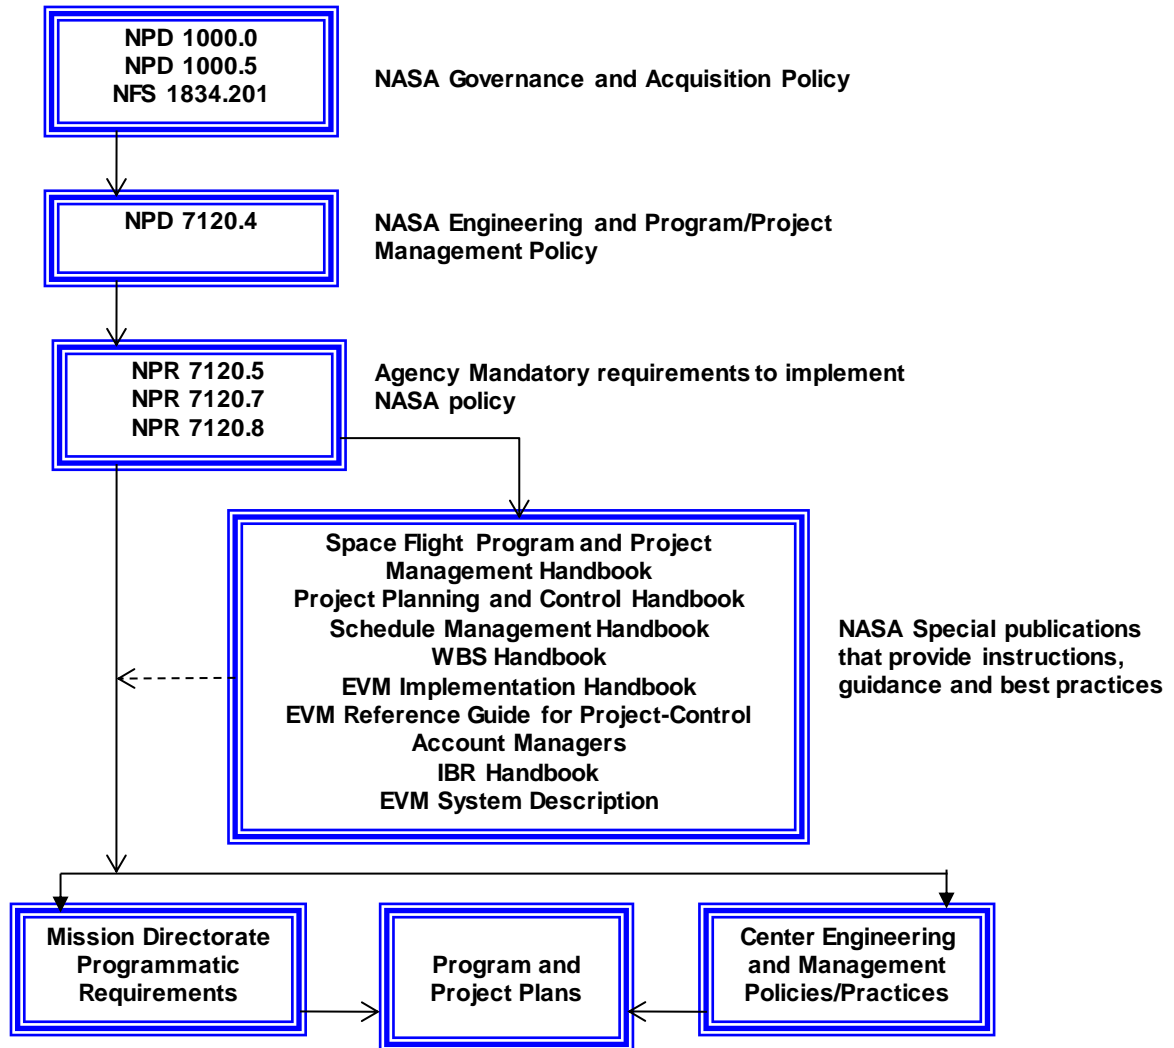 NPD 1000.0
NPD 1000.5
NFS 1834.201
NASA Governance and Acquisition Policy
NPD 7120.4
NASA Engineering and Program/Project
Management Policy
NPR 7120.5
NPR 7120.7
NPR 7120.8
Agency Mandatory requirements to implement
NASA policy
Space Flight Program and Project
Management Handbook
Project Planning and Control Handbook
Schedule Management Handbook
WBS Handbook
EVM Implementation Handbook
EVM Reference Guide for Project-Control
Account Managers
IBR Handbook
EVM System Description
NASA Special publications
that provide instructions,
guidance and best practices
Mission Directorate
Programmatic
Requirements
Program and
Project Plans
Center Engineering
and Management
Policies/Practices